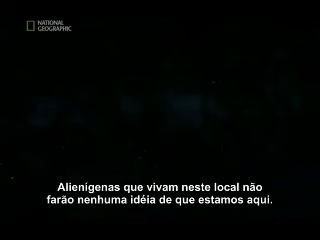 NATIONAL
GEOGRAPHIC
Alienígenas que vivam neste local não
farão nenhuma idéia de que estamos aqui.